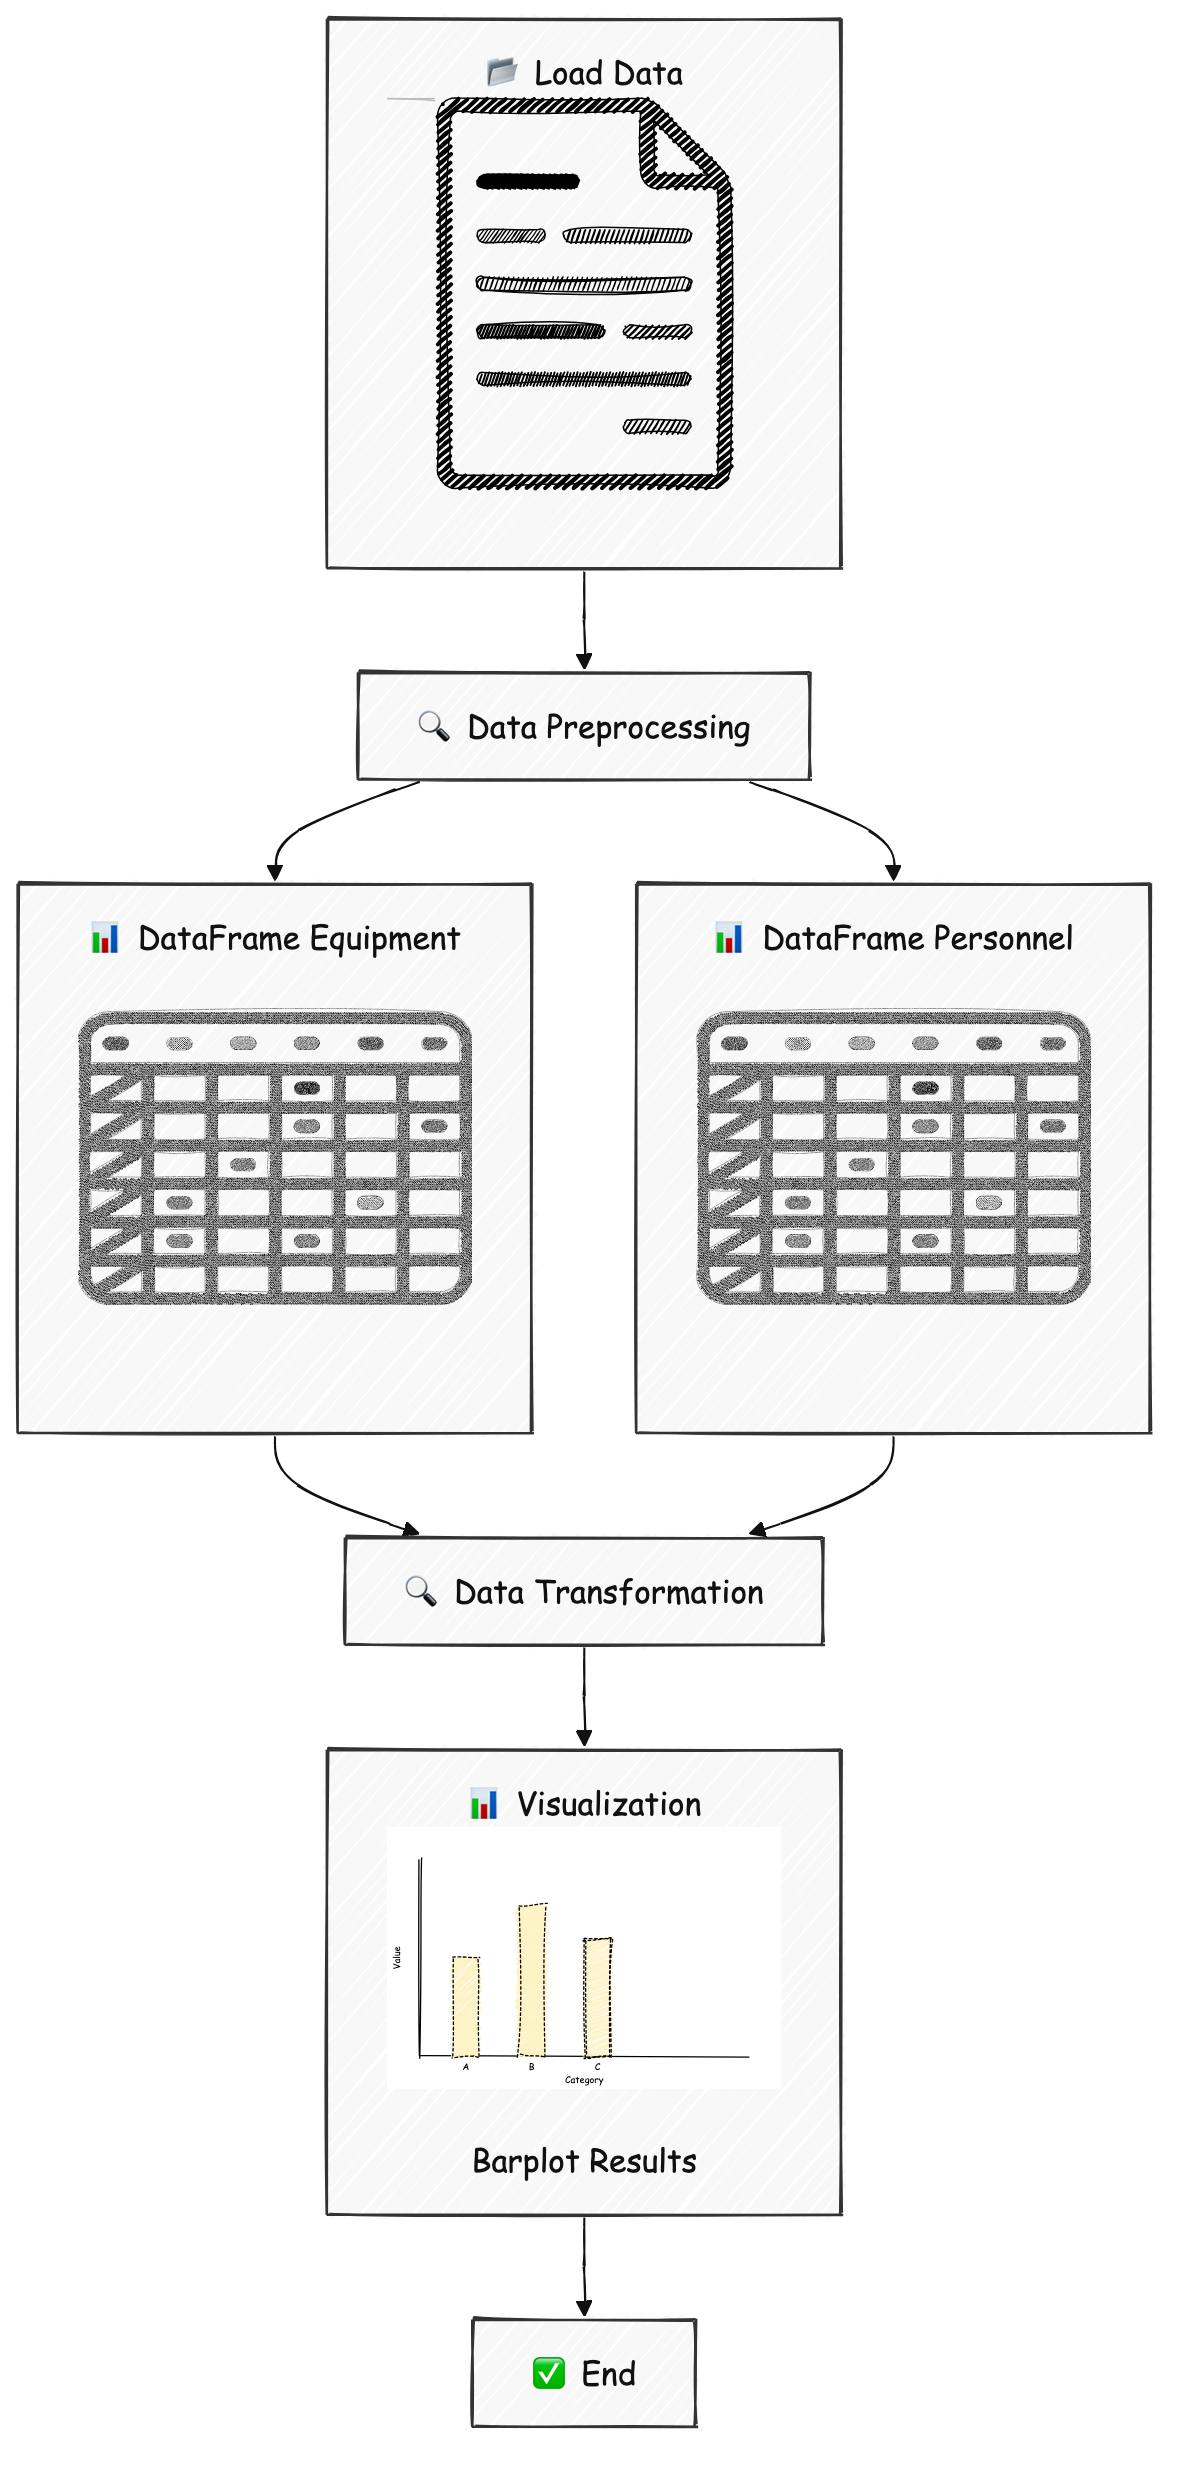 📂 Load Data
🔍 Data Preprocessing
📊 DataFrame Equipment
📊 DataFrame Personnel
🔍 Data Transformation
📊 Visualization
Value
A B C
Category
Barplot Results
✅ End